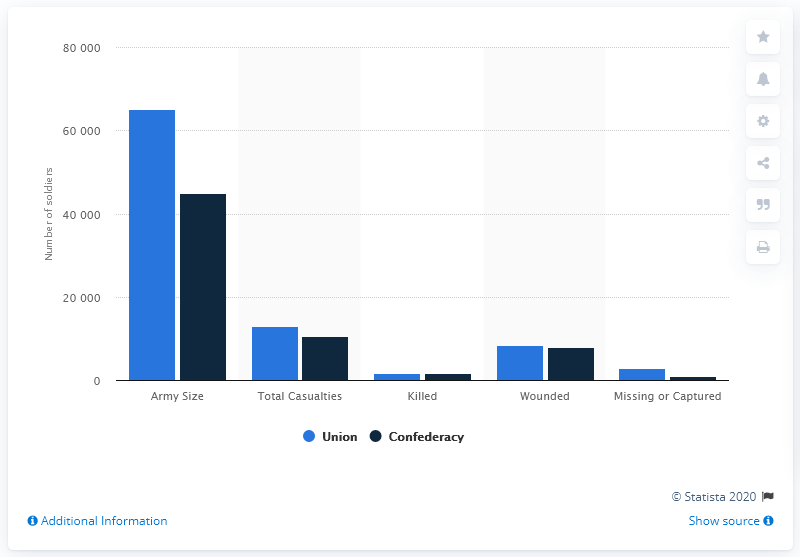 80 000
60 000
40 000
20 000
0
Number of soldiers
Army Size
Total Casualties
Killed
Wounded
Missing or Captured
Union
Confederacy
© Statista 2020
Additional Information
Show source